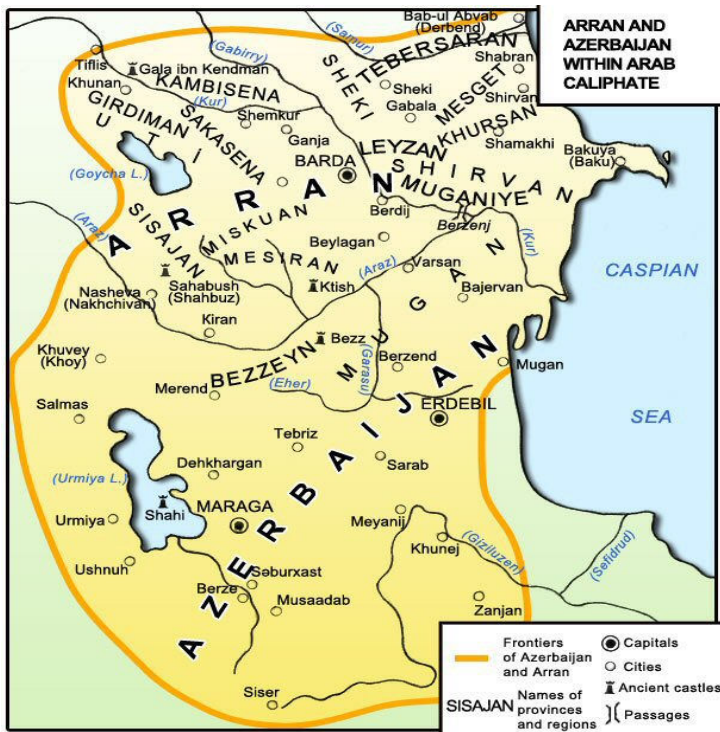 ARRAN AND
AZERBAIJAN
WITHIN ARAB
CALIPHATE
Bab-ul Abvab
(Derbend)
(Samur)
(Gabirry)
Tiflis
Gala ibn Kendman
Khunan
KAMBISENA
(Kur)
TEBERSARAN
SHEKI
Sheki
Gabala
MESGET
Shabran
Shirvan
KHURSAN
Shamakhi
GIRDIMAN
UTİ
SAKASENA
Shemkur
Ganja
LEYZAN
SHIRVAN
Bakuya
(Baku)
BARDA
MUGANIYE
(Goycha L.)
ARRAN
Berdij
Berzenj
(Kur)
SISAJAN
MISKUAN
MESIRAN
Beylagan
(Araz)
(Araz)
Varsan
Bajervan
MUGAN
CASPIAN
SEA
Sahabush
(Shahbuz)
Ktish
Nasheva
(Nakhchivan)
Kiran
Bezz
BEZZEYN
(Eher)
(Garasu)
Berzend
Mugan
Khuvey
(Khoy)
Merend
Salmas
ERDEBIL
AZERBAIJAN
Tebriz
Sarab
Dehkhargan
(Urmiya L.)
Shahi
MARAGA
Urmiya
Meyanij
Khunej
(Giziluzen)
(Sefidrud)
Ushnuh
Səburxast
Berze
Musaadab
Zanjan
Siser
Frontiers
of Azerbaijan
and Arran
SISAJAN
Names of
provinces
and regions
Capitals
Cities
Ancient castles
Passages